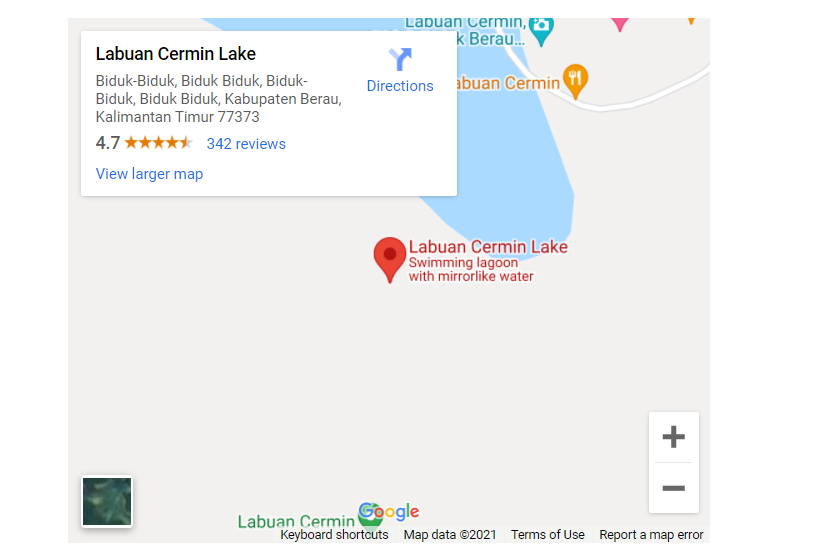 Labuan Cermin,
k Berau...
Labuan Cermin Lake
Directions
Biduk-Biduk, Biduk Biduk, Biduk-
Biduk, Biduk Biduk, Kabupaten Berau,
Kalimantan Timur 77373
4.7 342 reviews
View larger map
abuan Cermin
Labuan Cermin Lake
Swimming lagoon
with mirrorlike water
Labuan Cermin
Google
Keyboard shortcuts Map data ©2021 Terms of Use Report a map error